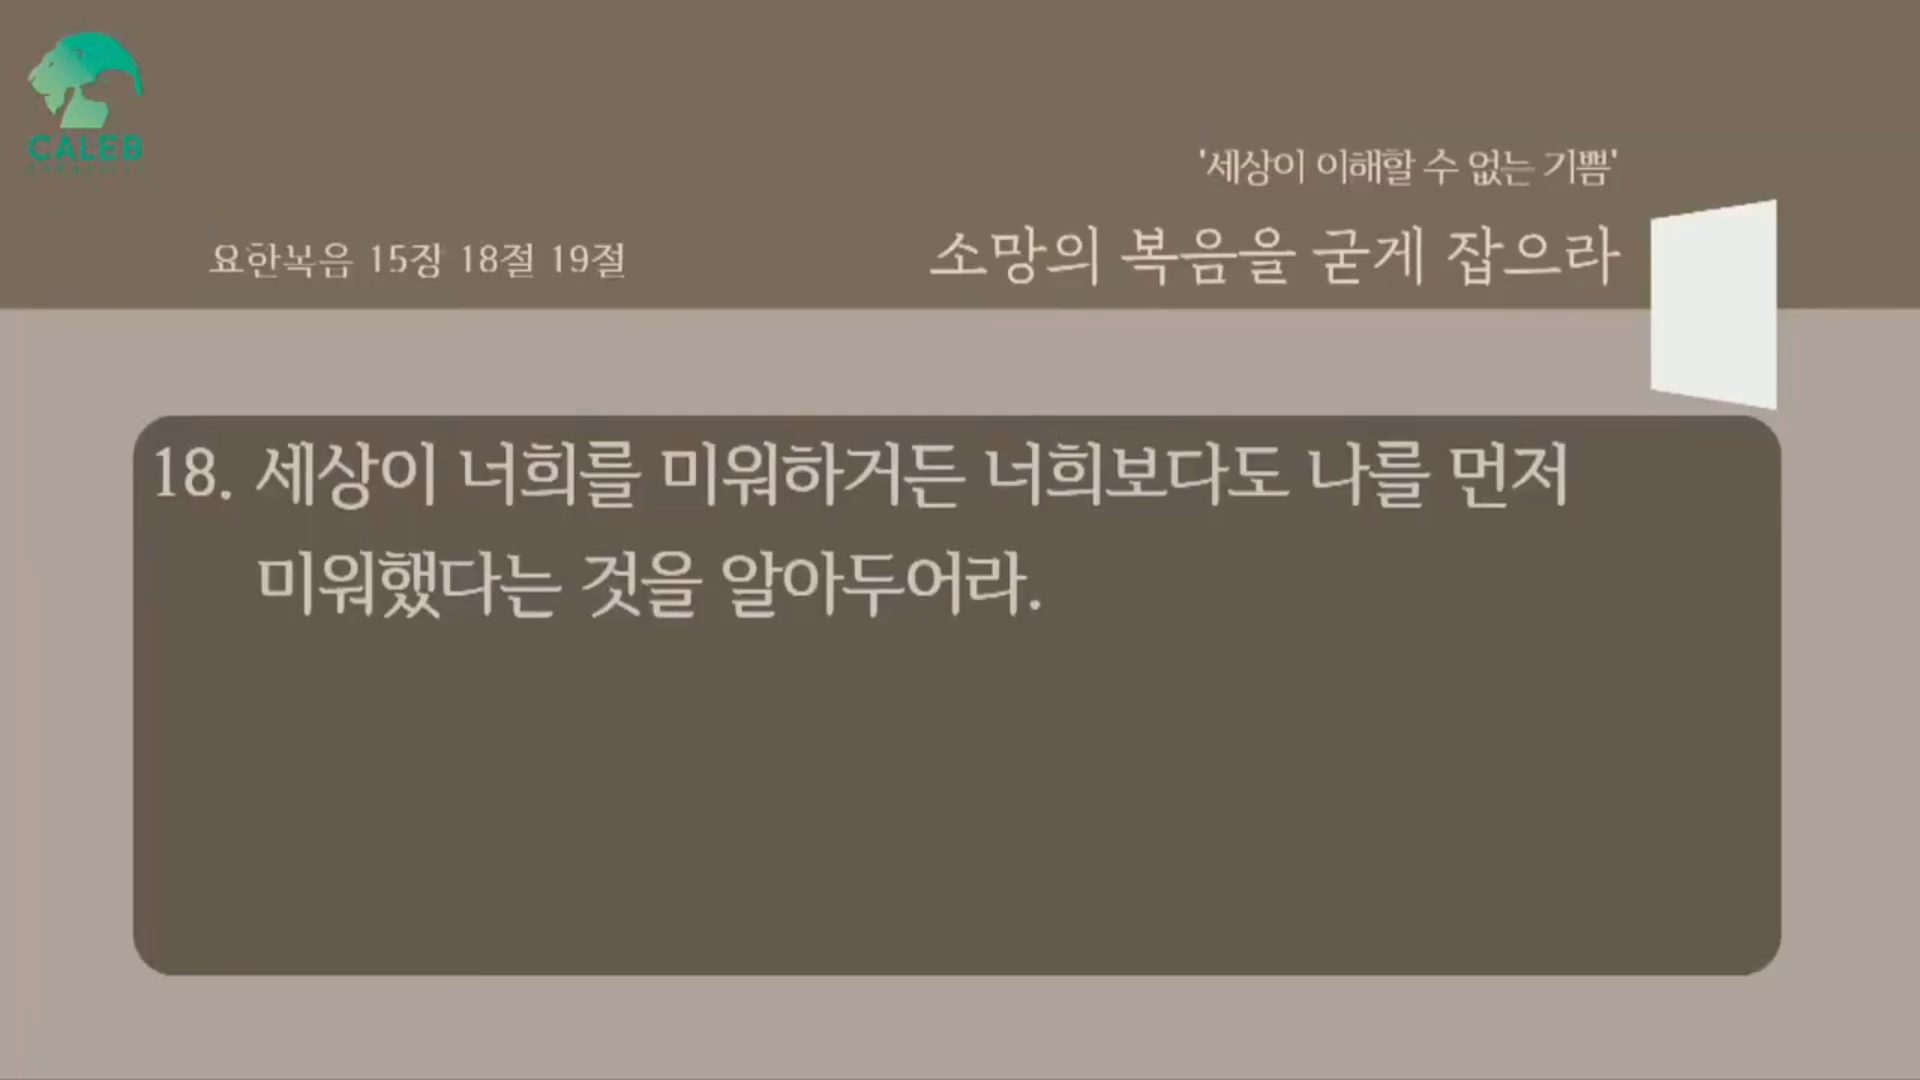 CALEB
'세상이 이해할 수 없는 기쁨'
소망의 복음을 굳게 잡으라
요한복음 15장 18절 19절
18. 세상이 너희를 미워하거든 너희보다도 나를 먼저
미워했다는 것을 알아두어라.